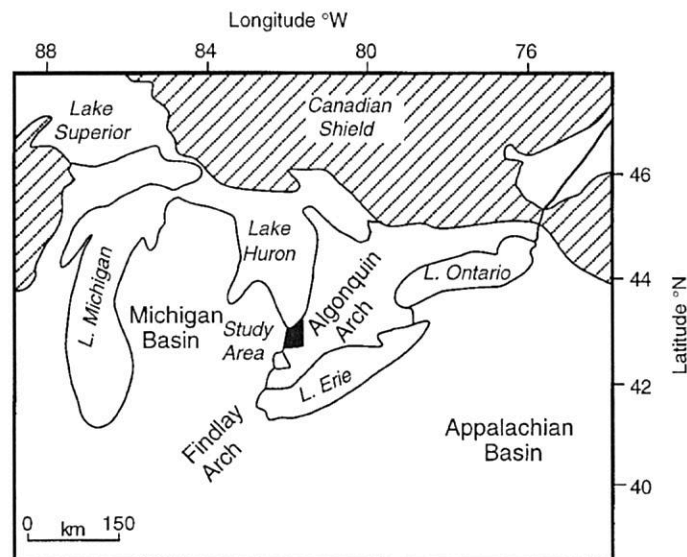 Longitude °W
88 84 80 76
Lake
Superior
Canadian
Shield
46
Lake
Huron
L. Michigan
L. Ontario
44
Algonquin
Arch
Michigan
Basin
Study
Area
Latitude °N
42
L. Erie
Findlay
Arch
Appalachian
Basin
40
0 km 150